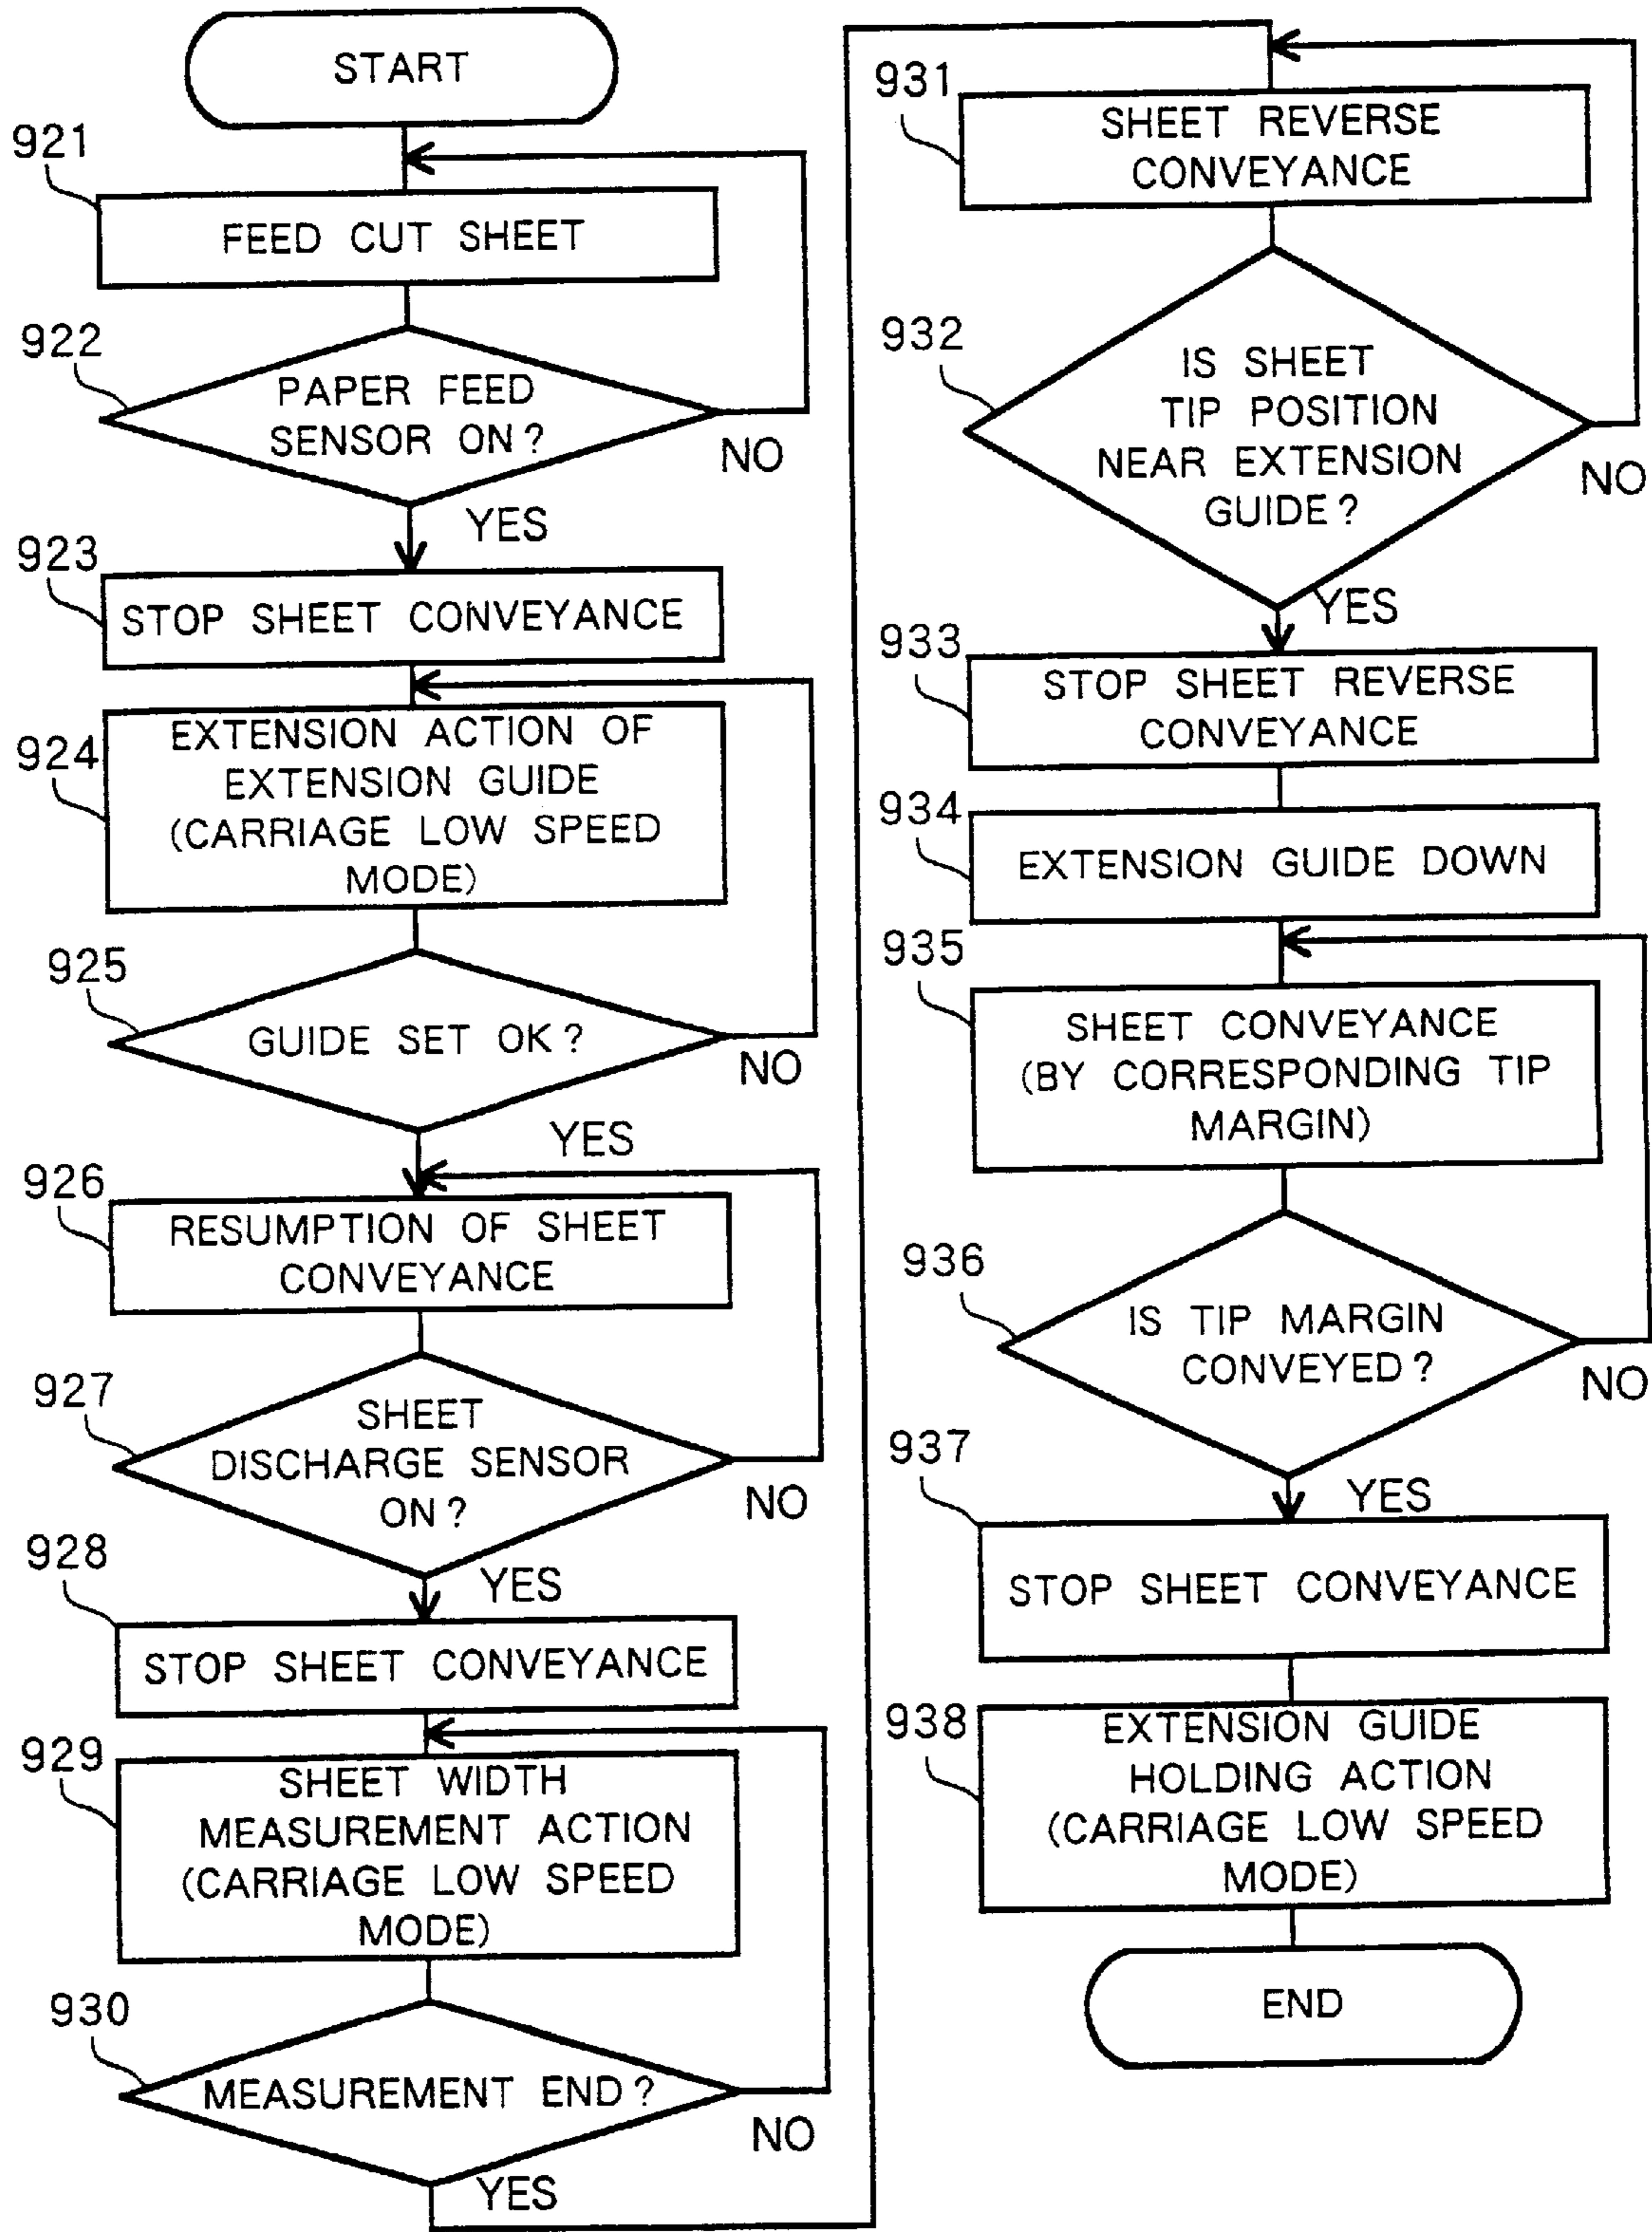 START
921
FEED CUT SHEET
922
PAPER FEED
SENSOR ON?
NO
YES
923
STOP SHEET CONVEYANCE
924
EXTENSION ACTION OF
EXTENSION GUIDE
(CARRIAGE LOW SPEED
MODE)
925
GUIDE SET OK?
NO
YES
926
RESUMPTION OF SHEET
CONVEYANCE
927
SHEET
DISCHARGE SENSOR
ON?
NO
YES
928
STOP SHEET CONVEYANCE
929
SHEET WIDTH
MEASUREMENT ACTION
(CARRIAGE LOW SPEED
MODE)
930
MEASUREMENT END?
NO
YES
931
SHEET REVERSE
CONVEYANCE
932
IS SHEET
TIP POSITION
NEAR EXTENSION
GUIDE?
NO
YES
933
STOP SHEET REVERSE
CONVEYANCE
934
EXTENSION GUIDE DOWN
935
SHEET CONVEYANCE
(BY CORRESPONDING TIP
MARGIN)
936
IS TIP MARGIN
CONVEYED?
NO
YES
937
STOP SHEET CONVEYANCE
938
EXTENSION GUIDE
HOLDING ACTION
(CARRIAGE LOW SPEED
MODE)
END